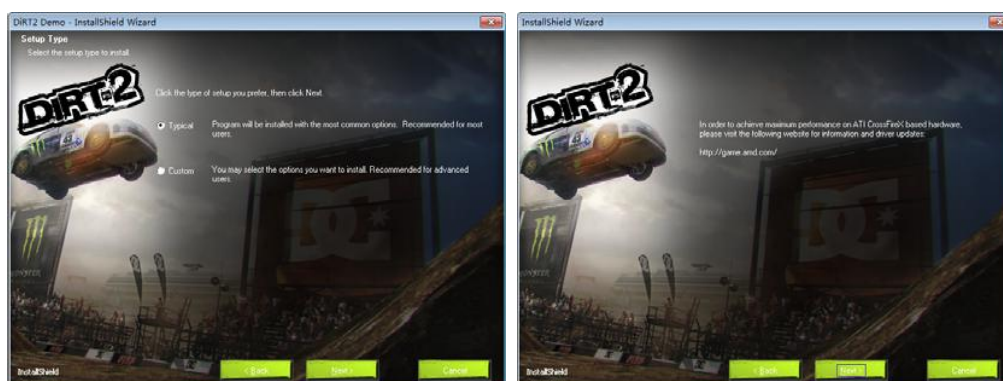 DiRT2 Demo - InstallShield Wizard
Setup Type
Select the setup type to install.
DiRT2
Click the type of setup you prefer, then click Next.
Typical
Program will be installed with the most common options. Recommended for most
users.
Custom
You may select the options you want to install. Recommended for advanced
users.
InstallShield
< Back
Next >
Cancel
InstallShield Wizard
DiRT2
In order to achieve maximum performance on ATI CrossFireX based hardware,
please visit the following website for information and driver updates:
http://game.amd.com/
InstallShield
< Back
Next >
Cancel